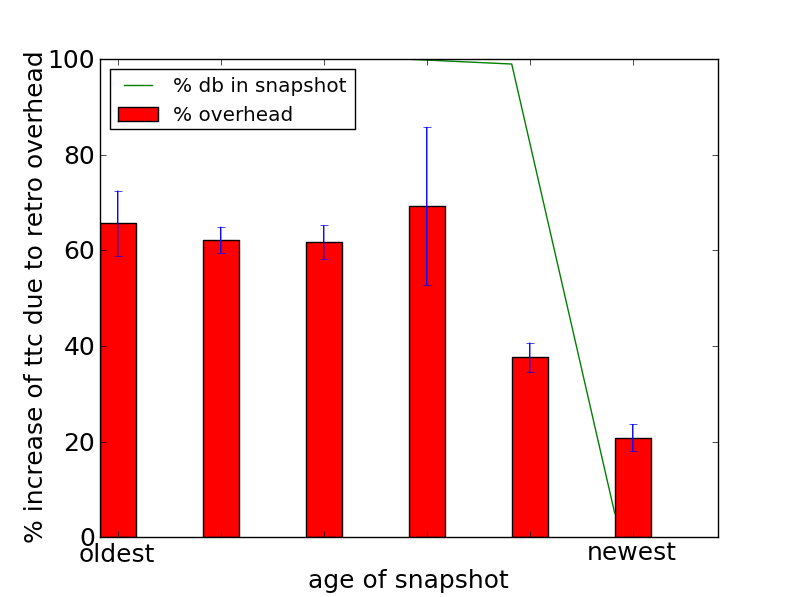 % increase of ttc due to retro overhead
100
80
60
40
20
0
% db in snapshot
% overhead
oldest
newest
age of snapshot